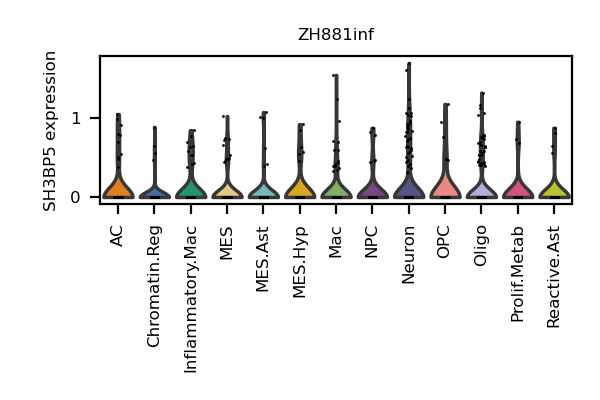 ZH881inf
SH3BP5 expression
1
0
AC
Chromatin.Reg
Inflammatory.Mac
MES
MES.Ast
MES.Hyp
Mac
NPC
Neuron
OPC
Oligo
Prolif.Metab
Reactive.Ast